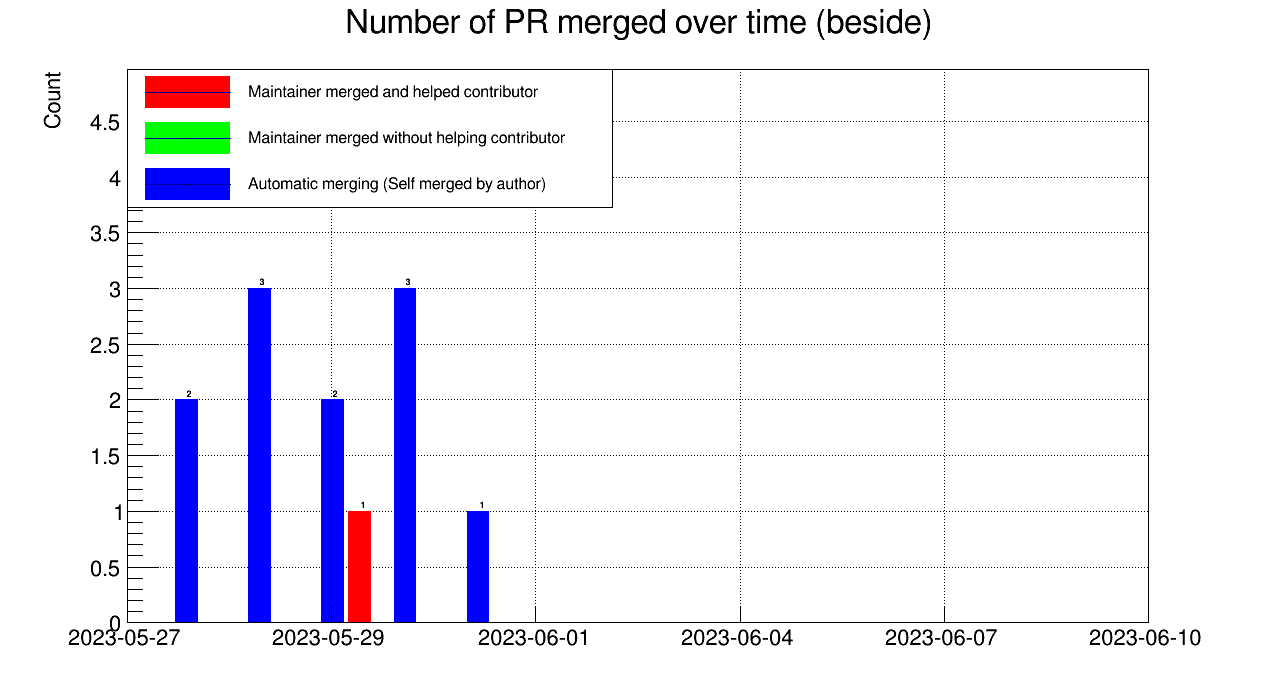 Number of PR merged over time (beside)
Count
Maintainer merged and helped contributor
Maintainer merged without helping contributor
Automatic merging (Self merged by author)
4.5
4
3.5
3
2.5
2
1.5
1
0.5
0
2
3
2
1
3
1
2023-05-27 2023-05-29 2023-06-01 2023-06-04 2023-06-07 2023-06-10